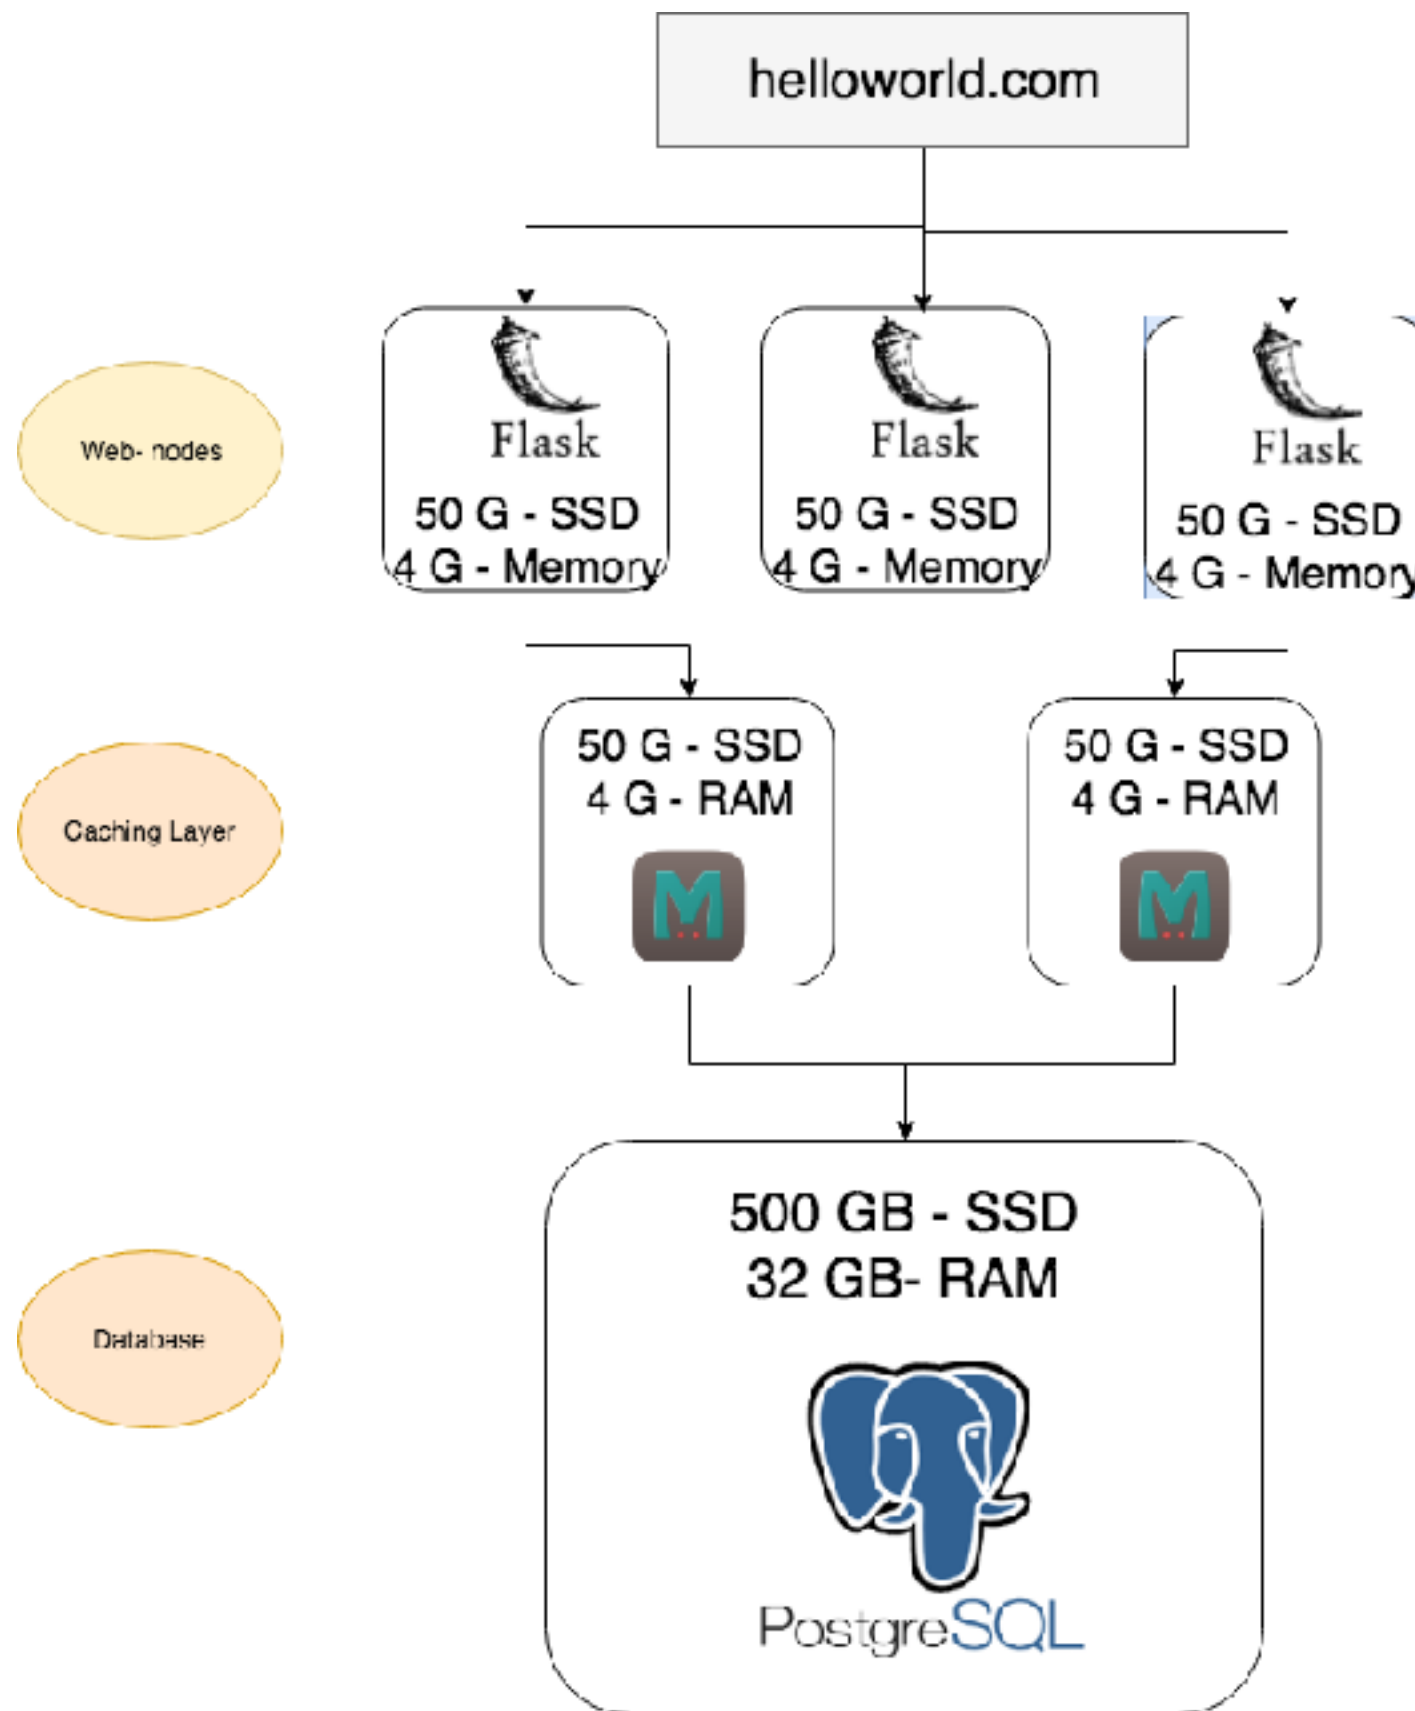 helloworld.com
Flask
50 G - SSD
4 G - Memory
Flask
50 G - SSD
4 G - Memory
Flask
50 G - SSD
4 G - Memory
Web- nodes
50 G - SSD
4 G - RAM
M
50 G - SSD
4 G - RAM
M
Caching Layer
500 GB - SSD
32 GB- RAM
PostgreSQL
Database